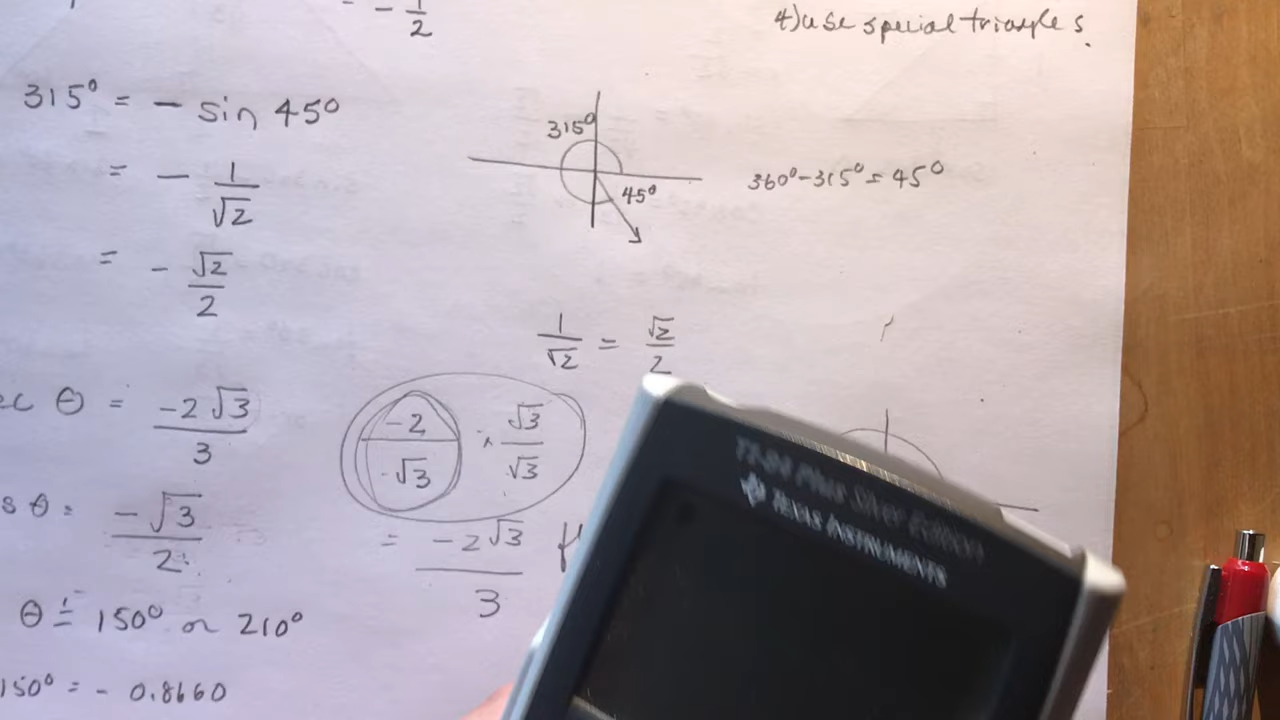 = - 1/2
4) use special triangles.
315° = - sin 45°
= - 1/√2
= - √2/2
315°
45°
360° - 315° = 45°
1/√2 = √2/2
ec θ = -2√3/3
-2/-√3 × √3/√3
= -2√3/3
s θ = -√3/2
θ ≐ 150° or 210°
150° = - 0.8660
TI-84 Plus Silver Edition
TEXAS INSTRUMENTS